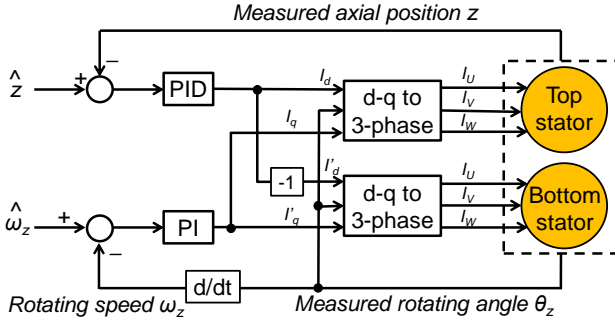 Measured axial position z
ẑ
+
−
PID
I_d
d-q to
3-phase
I_U
I_V
I_W
Top
stator
I_q
-1
I'_d
d-q to
3-phase
I_U
I_V
I_W
Bottom
stator
ω̂_z
+
−
PI
I'_q
d/dt
Rotating speed ω_z
Measured rotating angle θ_z